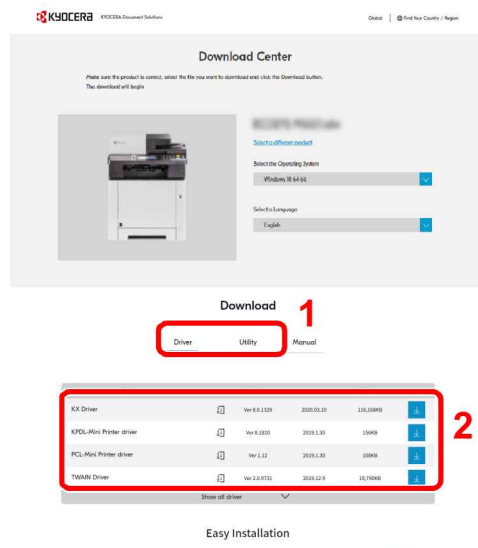 KYOCERA KYOCERA Document Solutions Global Find Your Country / Region
Download Center
Make sure the product is correct, select the file you want to download and click the Download button.
The download will begin
Select a different product
Select the Operating System
Windows 10 64 bit
Select a Language
English
Download 1
Driver Utility Manual
KX Driver Ver 8.0.1329 2020.03.10 116,168KB
KPDL-Mini Printer driver Ver 8.1810 2019.1.30 156KB
PCL-Mini Printer driver Ver 1.12 2019.1.30 108KB
TWAIN Driver Ver 2.0.9731 2019.12.9 19,798KB
2
Show all driver
Easy Installation